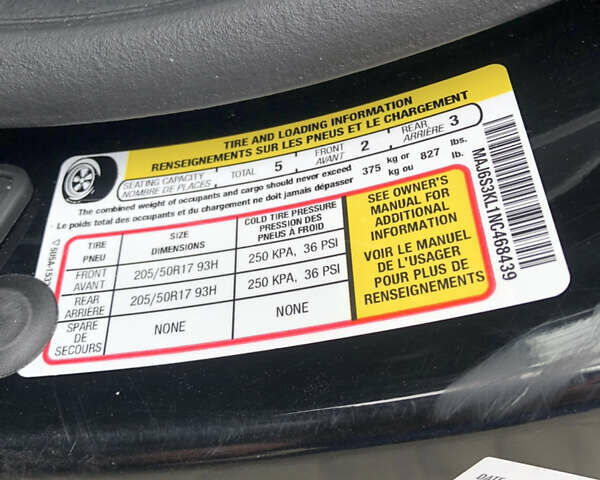 TIRE AND LOADING INFORMATION
RENSEIGNEMENTS SUR LES PNEUS ET LE CHARGEMENT
SEATING CAPACITY
NOMBRE DE PLACES
TOTAL 5
FRONT
AVANT 2
REAR
ARRIÈRE 3
The combined weight of occupants and cargo should never exceed 375 kg or 827 lbs.
Le poids total des occupants et du chargement ne doit jamais dépasser kg ou lb.
TIRE
PNEU
SIZE
DIMENSIONS
COLD TIRE PRESSURE
PRESSION DES
PNEUS A FROID
FRONT
AVANT
205/50R17 93H
250 KPA, 36 PSI
REAR
ARRIÈRE
205/50R17 93H
250 KPA, 36 PSI
SPARE
DE
SECOURS
NONE
NONE
SEE OWNER'S
MANUAL FOR
ADDITIONAL
INFORMATION
VOIR LE MANUEL
DE L'USAGER
POUR PLUS DE
RENSEIGNEMENTS
MAJ6S3KL1NC468439
DATE